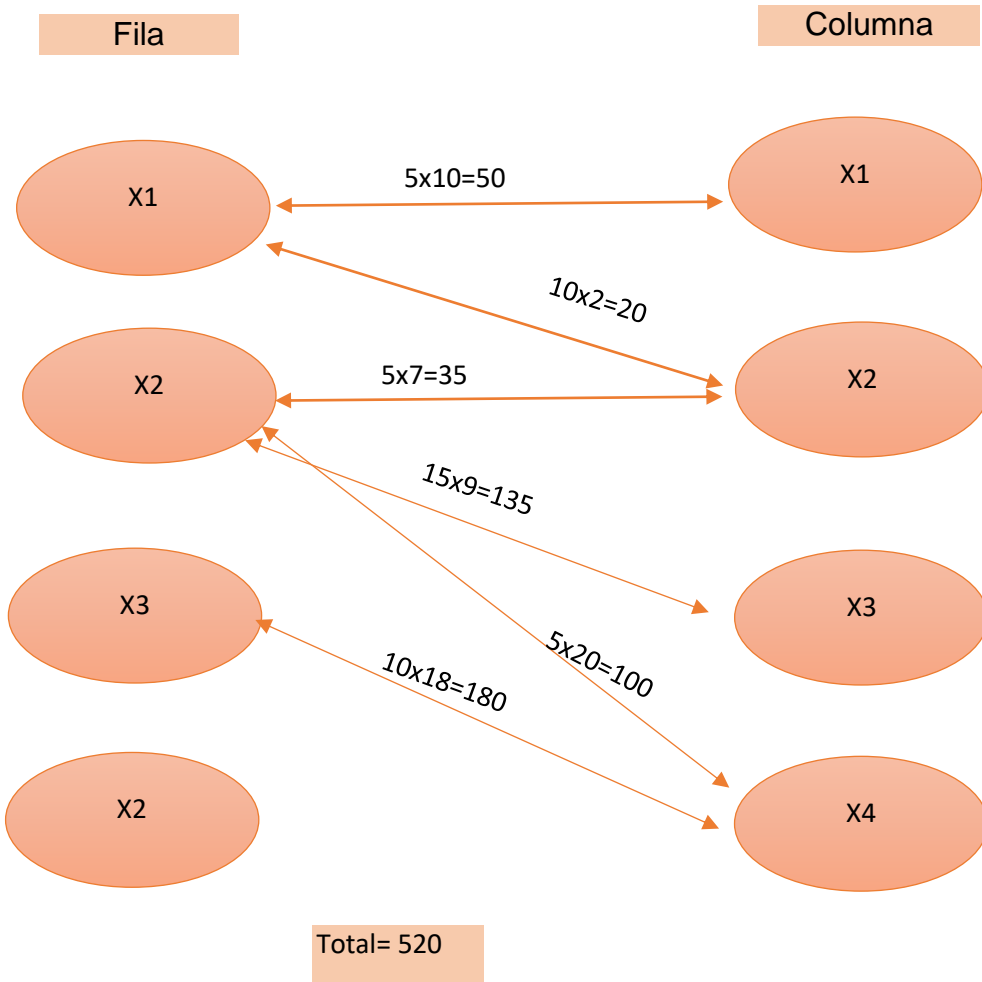 Fila
Columna
X1
5x10=50
X1
10x2=20
X2
5x7=35
X2
15x9=135
X3
10x18=180
5x20=100
X3
X2
X4
Total= 520